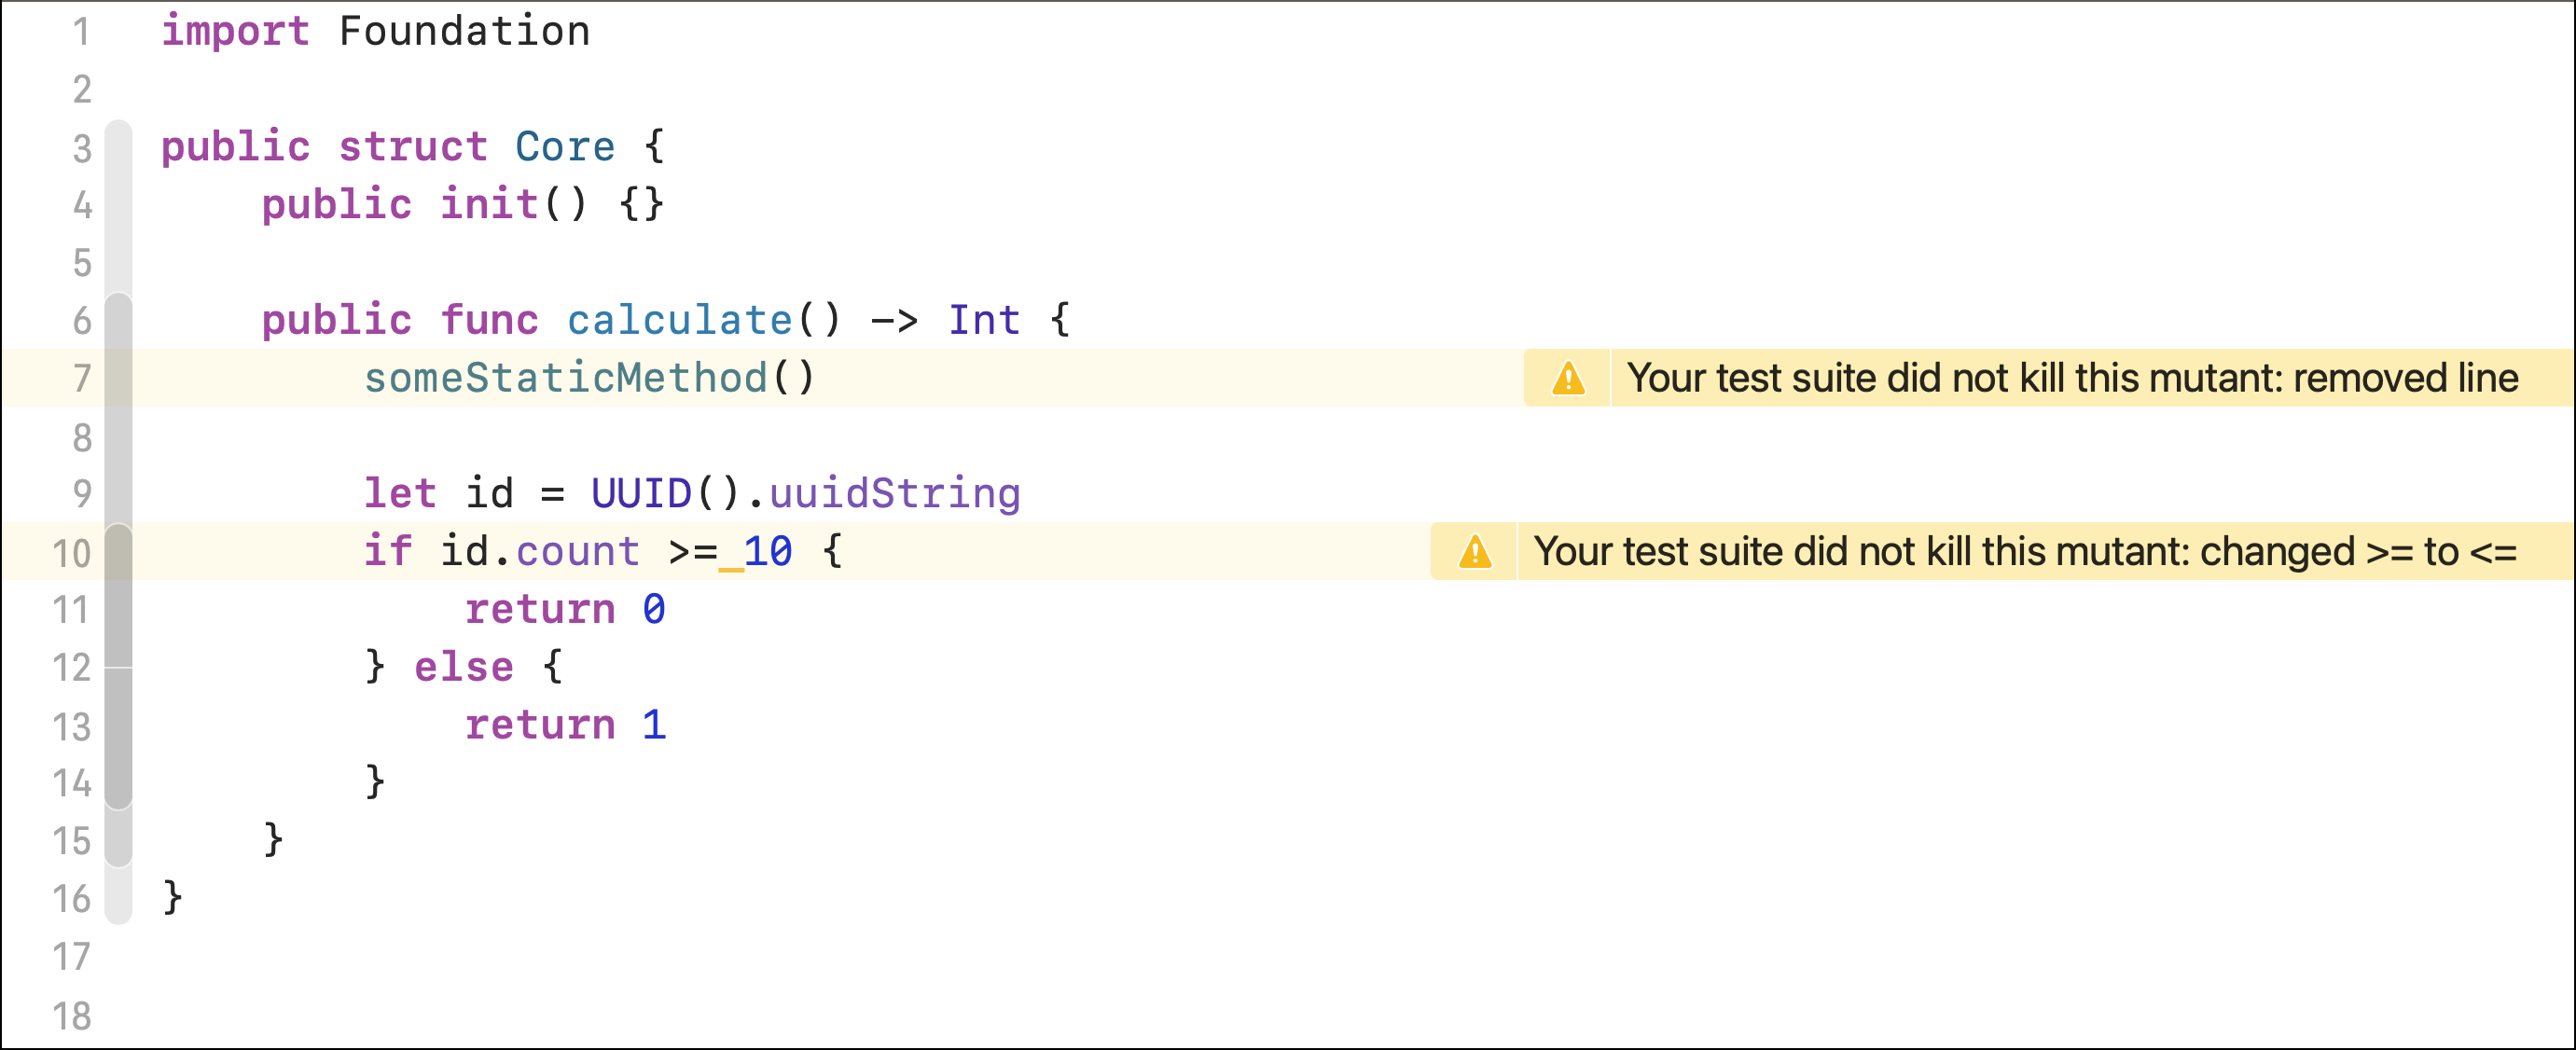 1 import Foundation
2
3 public struct Core {
4     public init() {}
5
6     public func calculate() -> Int {
7         someStaticMethod() Your test suite did not kill this mutant: removed line
8
9         let id = UUID().uuidString
10         if id.count >= 10 { Your test suite did not kill this mutant: changed >= to <=
11             return 0
12         } else {
13             return 1
14         }
15     }
16 }
17
18